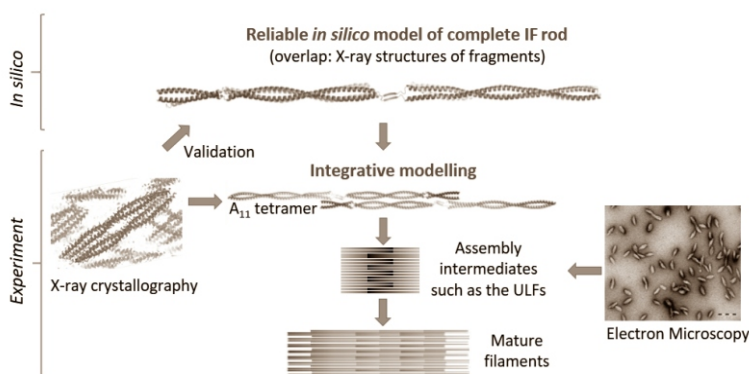 Reliable in silico model of complete IF rod
(overlap: X-ray structures of fragments)
In silico
Validation
Integrative modelling
A11 tetramer
X-ray crystallography
Experiment
Assembly
intermediates
such as the ULFs
Electron Microscopy
Mature
filaments